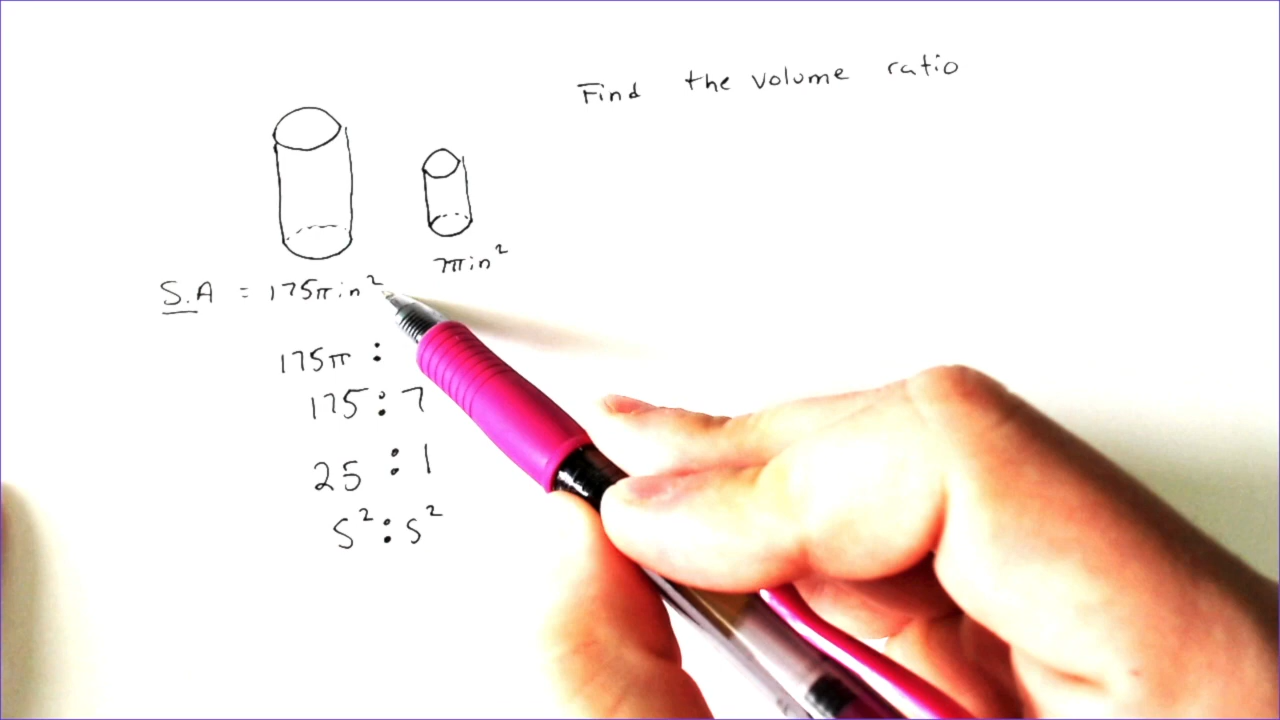 Find the volume ratio
7π in²
S.A = 175π in²
175π :
175 : 7
25 : 1
S² : S²